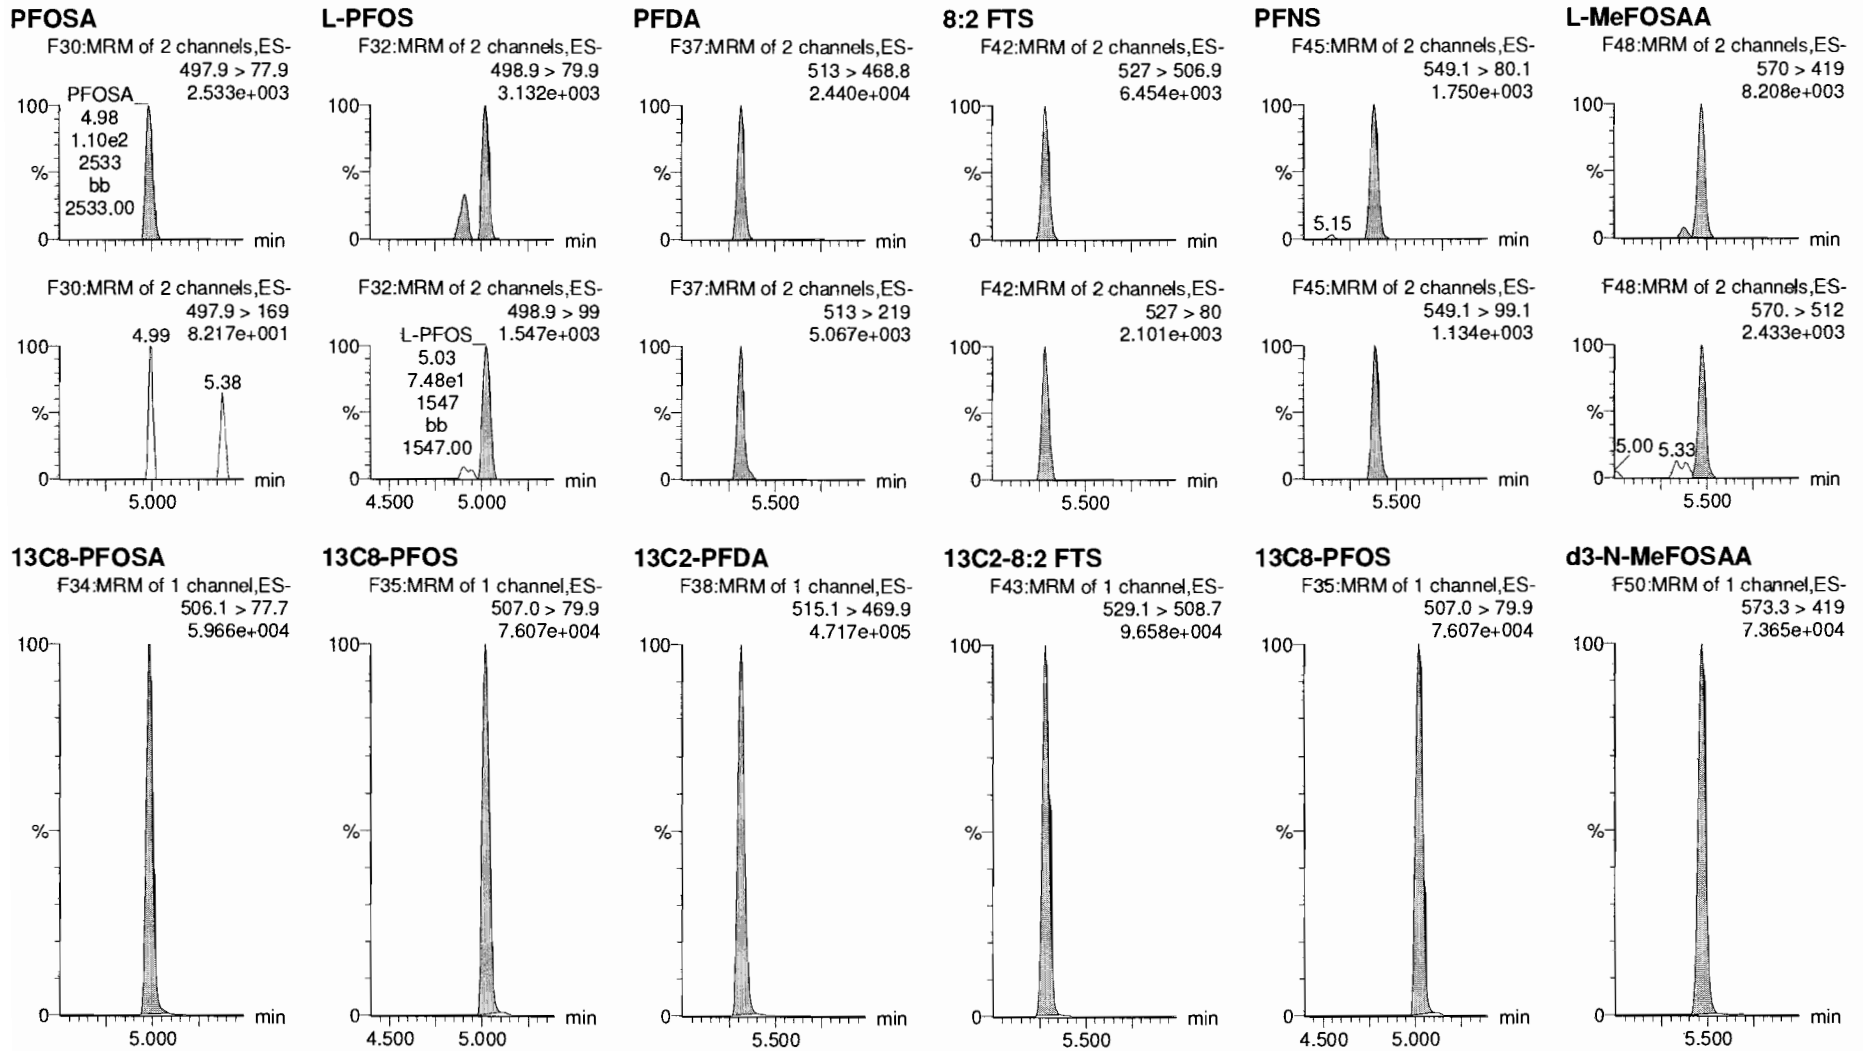 PFOSA
F30:MRM of 2 channels,ES-
497.9 > 77.9
2.533e+003
100
PFOSA
4.98
1.10e2
2533
bb
2533.00
%
0
min
F30:MRM of 2 channels,ES-
497.9 > 169
8.217e+001
4.99
100
5.38
%
0
min
5.000
L-PFOS
F32:MRM of 2 channels,ES-
498.9 > 79.9
3.132e+003
100
%
0
min
F32:MRM of 2 channels,ES-
498.9 > 99
1.547e+003
L-PFOS
100
5.03
7.48e1
1547
bb
1547.00
%
0
min
4.500 5.000
PFDA
F37:MRM of 2 channels,ES-
513 > 468.8
2.440e+004
100
%
0
min
F37:MRM of 2 channels,ES-
513 > 219
5.067e+003
100
%
0
min
5.500
8:2 FTS
F42:MRM of 2 channels,ES-
527 > 506.9
6.454e+003
100
%
0
min
F42:MRM of 2 channels,ES-
527 > 80
2.101e+003
100
%
0
min
5.500
PFNS
F45:MRM of 2 channels,ES-
549.1 > 80.1
1.750e+003
100
%
5.15
0
min
F45:MRM of 2 channels,ES-
549.1 > 99.1
1.134e+003
100
%
0
min
5.500
L-MeFOSAA
F48:MRM of 2 channels,ES-
570 > 419
8.208e+003
100
%
0
min
F48:MRM of 2 channels,ES-
570. > 512
2.433e+003
100
%
5.00 5.33
0
min
5.500
13C8-PFOSA
F34:MRM of 1 channel,ES-
506.1 > 77.7
5.966e+004
100
%
0
min
5.000
13C8-PFOS
F35:MRM of 1 channel,ES-
507.0 > 79.9
7.607e+004
100
%
0
min
4.500 5.000
13C2-PFDA
F38:MRM of 1 channel,ES-
515.1 > 469.9
4.717e+005
100
%
0
min
5.500
13C2-8:2 FTS
F43:MRM of 1 channel,ES-
529.1 > 508.7
9.658e+004
100
%
0
min
5.500
13C8-PFOS
F35:MRM of 1 channel,ES-
507.0 > 79.9
7.607e+004
100
%
0
min
4.500 5.000
d3-N-MeFOSAA
F50:MRM of 1 channel,ES-
573.3 > 419
7.365e+004
100
%
0
min
5.500